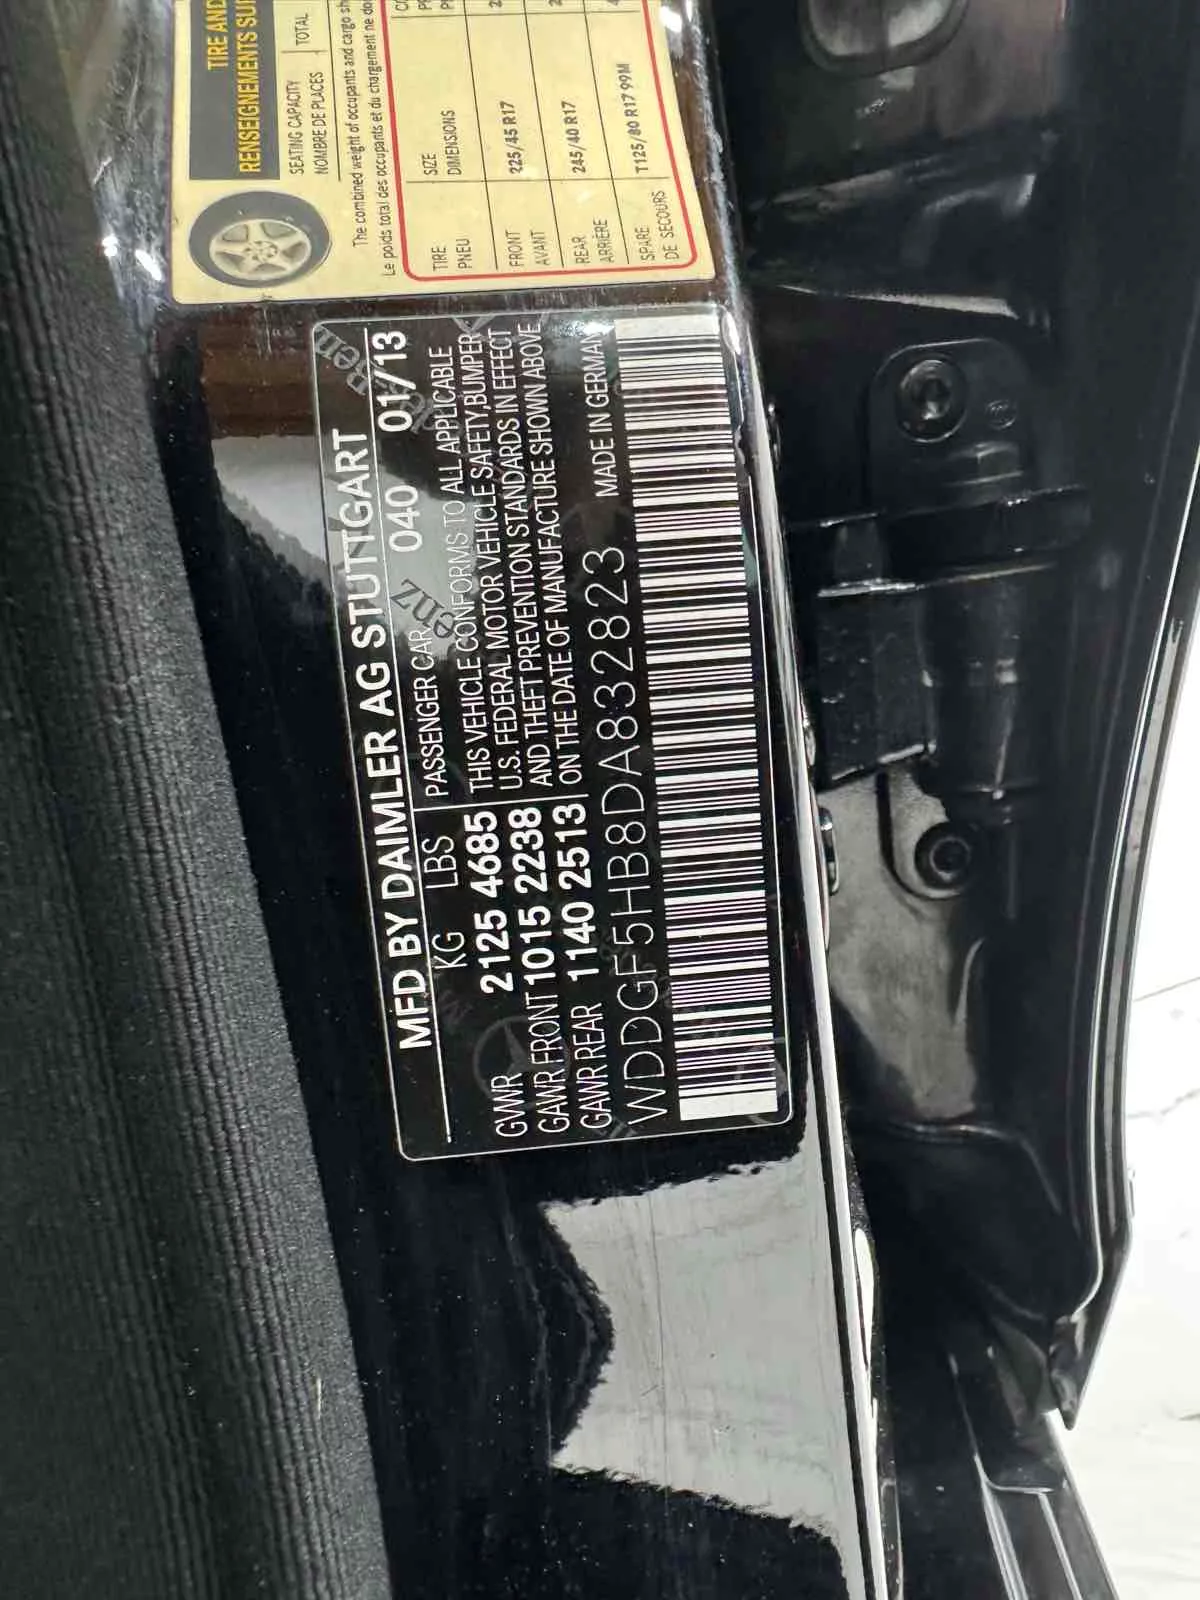 TIRE AND
RENSEIGNEMENTS SUR
SEATING CAPACITY
NOMBRE DE PLACES
TOTAL
The combined weight of occupants and cargo
Le poids total des occupants et du chargement ne
TIRE
PNEU
SIZE
DIMENSIONS
FRONT
AVANT
225/45 R17
REAR
ARRIÈRE
245/40 R17
SPARE
DE SECOURS
T125/80 R17 99M
MFD BY DAIMLER AG STUTTGART
KG LBS PASSENGER CAR 040 01/13
GVWR 2125 4685
GAWR FRONT 1015 2238
GAWR REAR 1140 2513
THIS VEHICLE CONFORMS TO ALL APPLICABLE
U.S. FEDERAL MOTOR VEHICLE SAFETY,BUMPER
AND THEFT PREVENTION STANDARDS IN EFFECT
ON THE DATE OF MANUFACTURE SHOWN ABOVE
WDDGF5HB8DA832823 MADE IN GERMANY